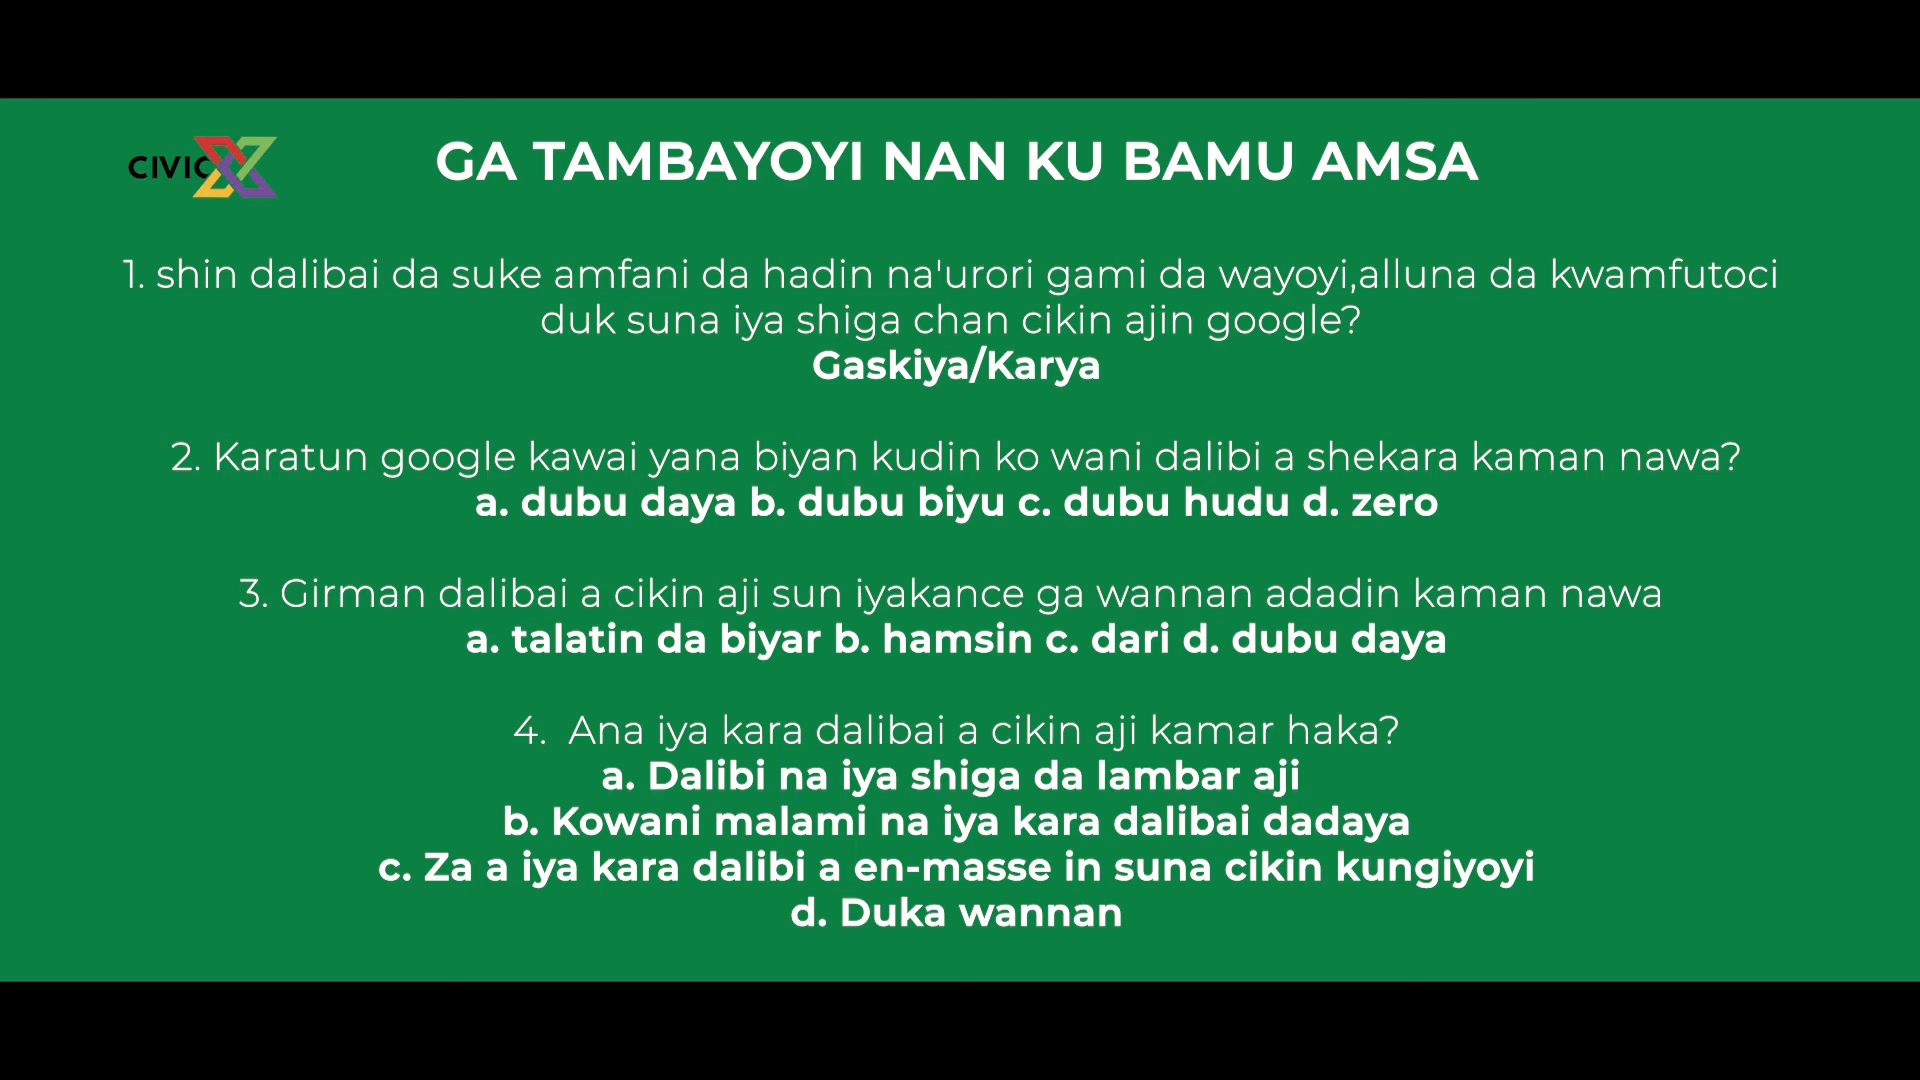 CIVIC X
GA TAMBAYOYI NAN KU BAMU AMSA
1. shin dalibai da suke amfani da hadin na'urori gami da wayoyi,alluna da kwamfutoci
duk suna iya shiga chan cikin ajin google?
Gaskiya/Karya
2. Karatun google kawai yana biyan kudin ko wani dalibi a shekara kaman nawa?
a. dubu daya b. dubu biyu c. dubu hudu d. zero
3. Girman dalibai a cikin aji sun iyakance ga wannan adadin kaman nawa
a. talatin da biyar b. hamsin c. dari d. dubu daya
4. Ana iya kara dalibai a cikin aji kamar haka?
a. Dalibi na iya shiga da lambar aji
b. Kowani malami na iya kara dalibai dadaya
c. Za a iya kara dalibi a en-masse in suna cikin kungiyoyi
d. Duka wannan